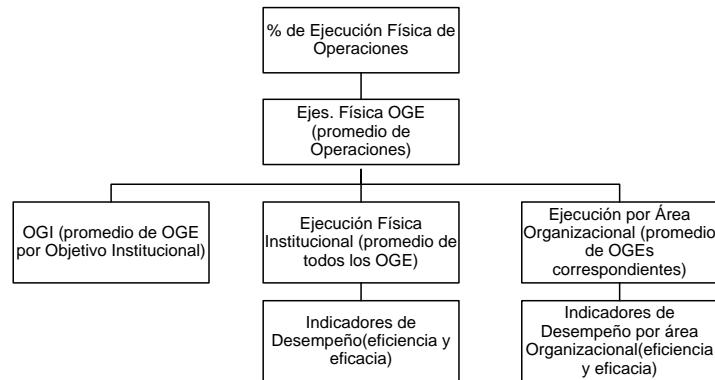 % de Ejecución Física de
Operaciones
Ejes. Física OGE
(promedio de
Operaciones)
OGI (promedio de OGE
por Objetivo Institucional)
Ejecución Física
Institucional (promedio de
todos los OGE)
Ejecución por Área
Organizacional (promedio
de OGEs
correspondientes)
Indicadores de
Desempeño(eficiencia y
eficacia)
Indicadores de
Desempeño por área
Organizacional(eficiencia
y eficacia)